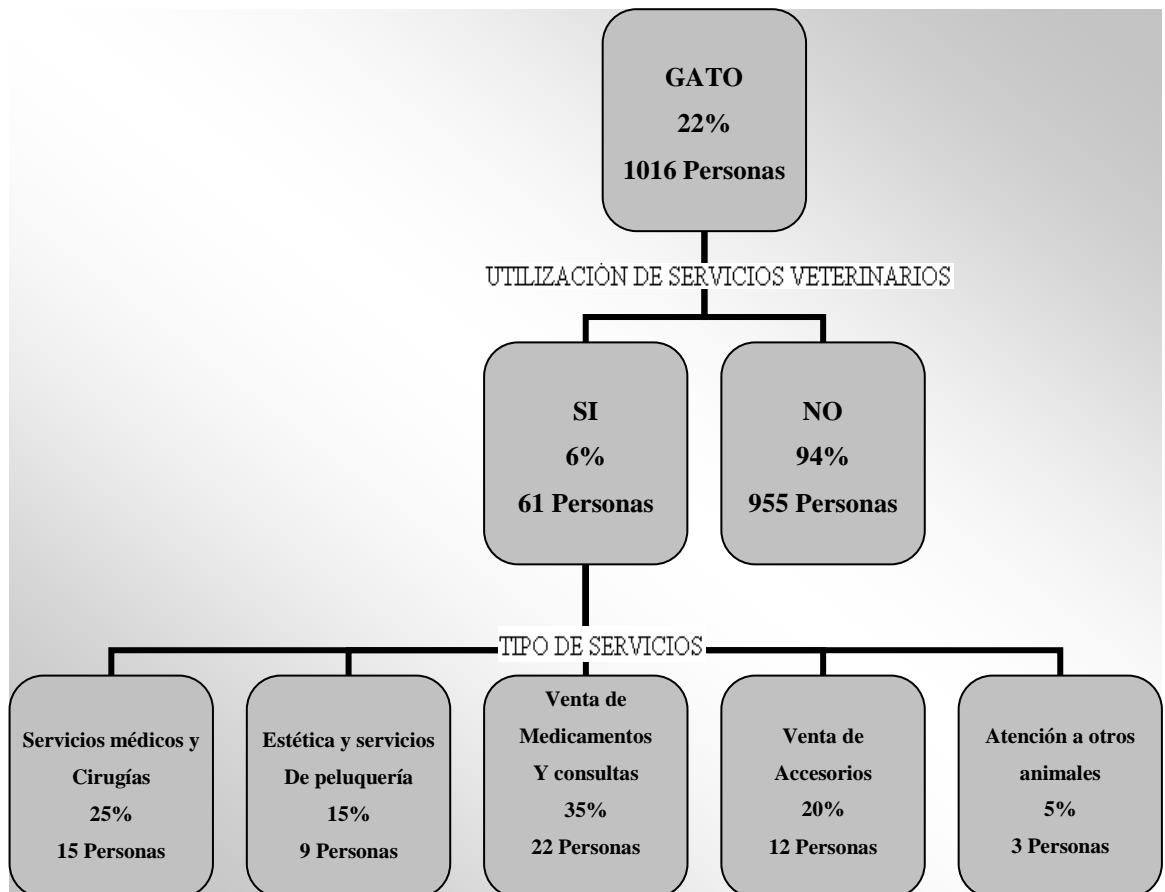 GATO
22%
1016 Personas
UTILIZACIÓN DE SERVICIOS VETERINARIOS
SI
6%
61 Personas
NO
94%
955 Personas
TIPO DE SERVICIOS
Servicios médicos y
Cirugías
25%
15 Personas
Estética y servicios
De peluquería
15%
9 Personas
Venta de
Medicamentos
Y consultas
35%
22 Personas
Venta de
Accesorios
20%
12 Personas
Atención a otros
animales
5%
3 Personas